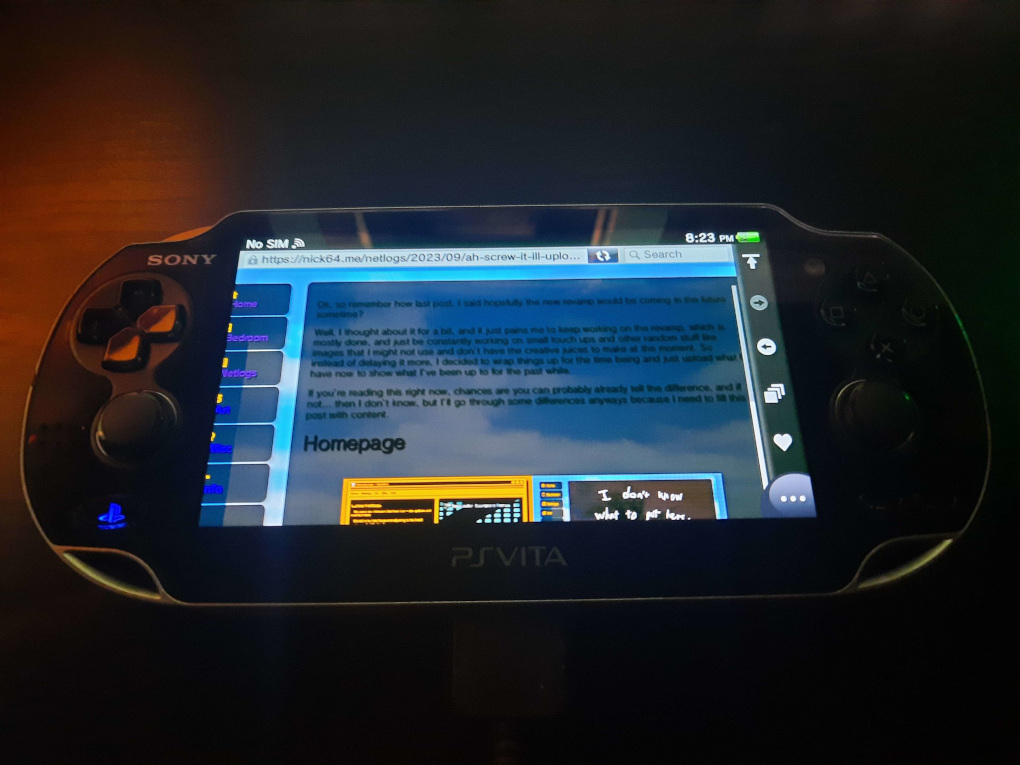 No SIM 8:23 PM
SONY
https://nick64.me/netlogs/2023/09/ah-screw-it-ill-uplo... Search
Home
Bedroom
Netlogs
Ok, so remember how last post, I said hopefully the new revamp would be coming in the future
sometime?
Well, I thought about it for a bit, and it just pains me to keep working on the revamp, which is
mostly done, and just be constantly working on small touch ups and other random stuff like
images that I might not use and don't have the creative juices to make at the moment. So
instead of delaying it more, I decided to wrap things up for the time being and just upload what
have now to show what I've been up to for the past while.
If you're reading this right now, chances are you can probably already tell the difference, and if
not... then I don't know, but I'll go through some differences anyways because I need to fill this
post with content.
Homepage
I don't know
what to put here.
PSVITA